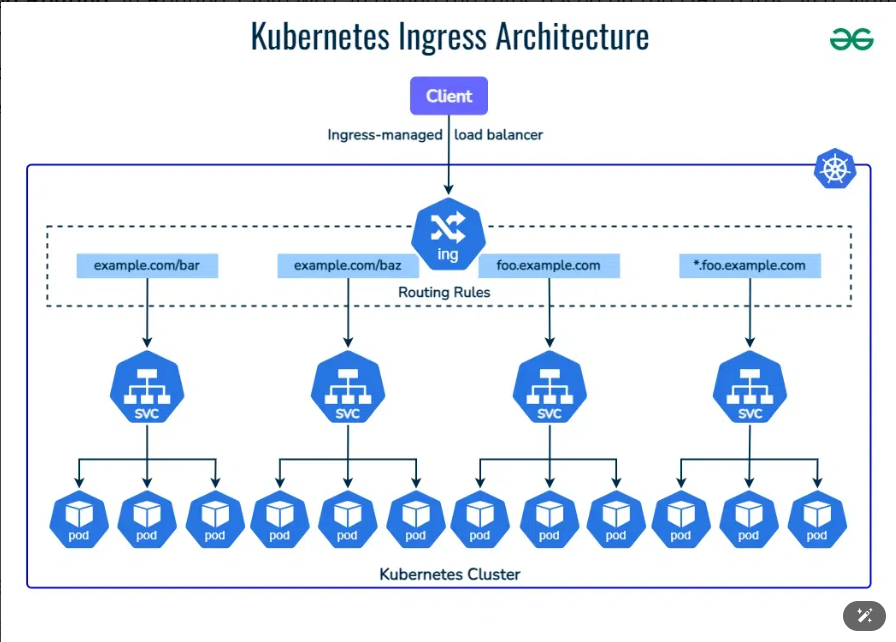 Kubernetes Ingress Architecture
Client
Ingress-managed load balancer
ing
example.com/bar
example.com/baz
foo.example.com
*.foo.example.com
Routing Rules
SVC
SVC
SVC
SVC
pod
pod
pod
pod
pod
pod
pod
pod
pod
pod
pod
pod
Kubernetes Cluster